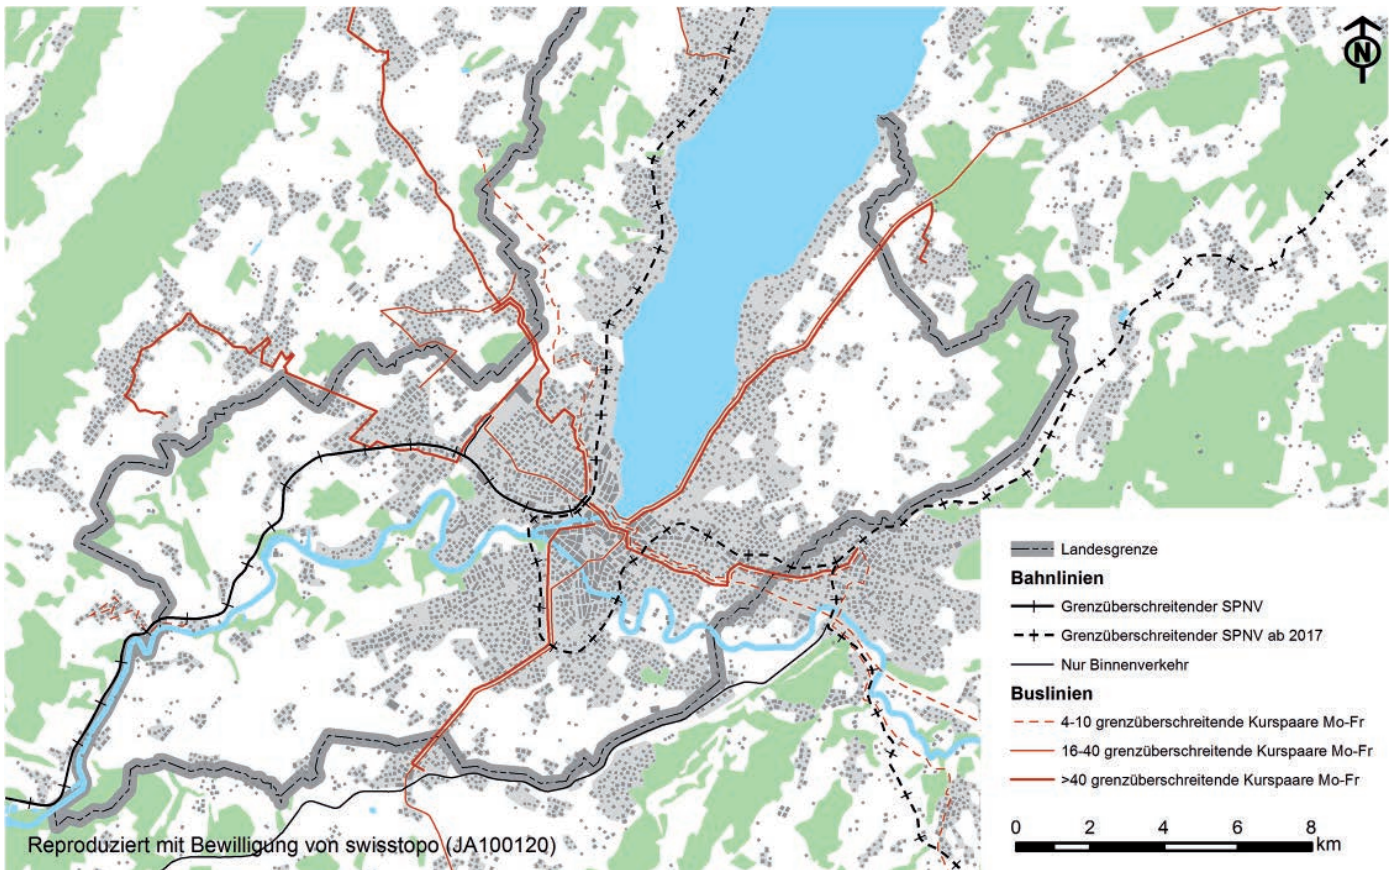 N
Landesgrenze
Bahnlinien
Grenzüberschreitender SPNV
Grenzüberschreitender SPNV ab 2017
Nur Binnenverkehr
Buslinien
4-10 grenzüberschreitende Kurspaare Mo-Fr
16-40 grenzüberschreitende Kurspaare Mo-Fr
>40 grenzüberschreitende Kurspaare Mo-Fr
0 2 4 6 8
km
Reproduziert mit Bewilligung von swisstopo (JA100120)